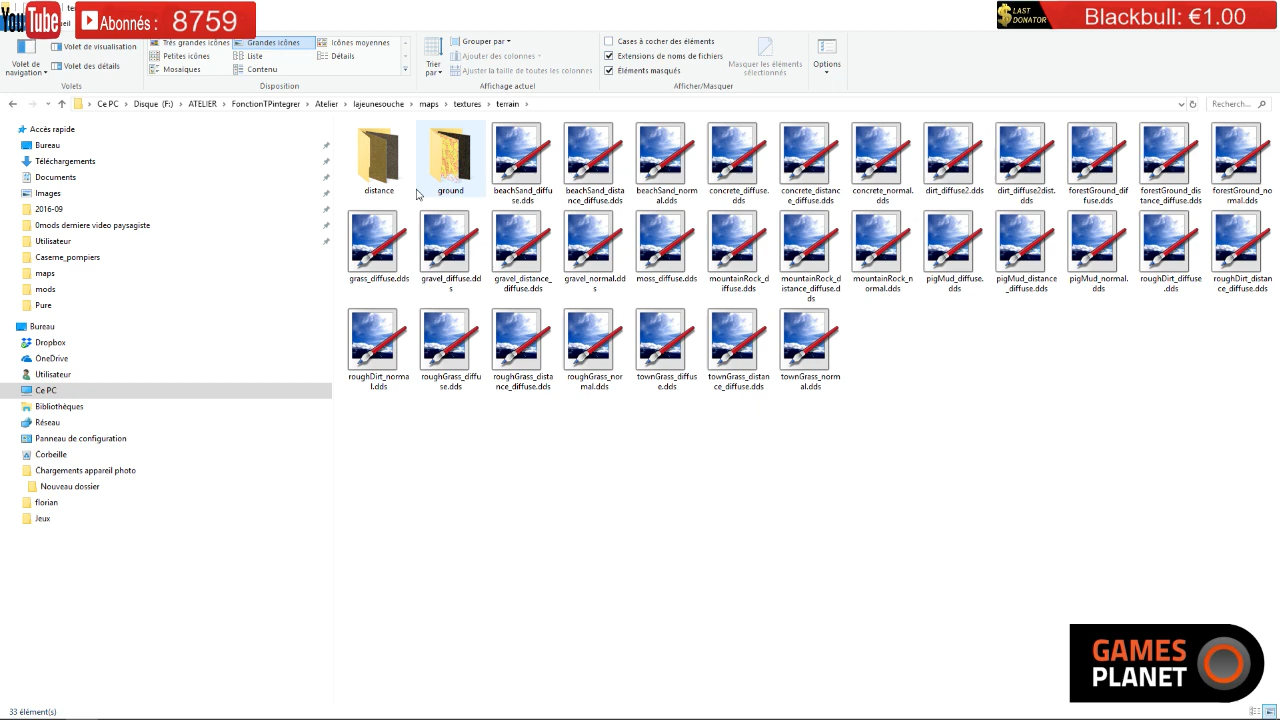 YouTube Abonnés : 8759
LAST DONATOR Blackbull: €1.00
Volet de navigation
Volet de visualisation
Volet des détails
Volets
Très grandes icônes
Grandes icônes
Icônes moyennes
Petites icônes
Liste
Détails
Mosaïques
Contenu
Disposition
Trier par
Grouper par
Ajouter des colonnes
Ajuster la taille de toutes les colonnes
Affichage actuel
Cases à cocher des éléments
Extensions de noms de fichiers
Éléments masqués
Masquer les éléments sélectionnés
Afficher/Masquer
Options
Ce PC › Disque (F:) › ATELIER › FonctionTPintegrer › Atelier › lajeunesouche › maps › textures › terrain ›
Recherch...
Accès rapide
Bureau
Téléchargements
Documents
Images
2016-09
0mods derniere video paysagiste
Utilisateur
Caserne_pompiers
maps
mods
Pure
Bureau
Dropbox
OneDrive
Utilisateur
Ce PC
Bibliothèques
Réseau
Panneau de configuration
Corbeille
Chargements appareil photo
Nouveau dossier
florian
Jeux
distance
ground
beachSand_diffuse.dds
beachSand_distance_diffuse.dds
beachSand_normal.dds
concrete_diffuse.dds
concrete_distance_diffuse.dds
concrete_normal.dds
dirt_diffuse2.dds
dirt_diffuse2dist.dds
forestGround_diffuse.dds
forestGround_distance_diffuse.dds
forestGround_normal.dds
grass_diffuse.dds
gravel_diffuse.dds
gravel_distance_diffuse.dds
gravel_normal.dds
moss_diffuse.dds
mountainRock_diffuse.dds
mountainRock_distance_diffuse.dds
mountainRock_normal.dds
pigMud_diffuse.dds
pigMud_distance_diffuse.dds
pigMud_normal.dds
roughDirt_diffuse.dds
roughDirt_distance_diffuse.dds
roughDirt_normal.dds
roughGrass_diffuse.dds
roughGrass_distance_diffuse.dds
roughGrass_normal.dds
townGrass_diffuse.dds
townGrass_distance_diffuse.dds
townGrass_normal.dds
GAMES
PLANET
33 élément(s)